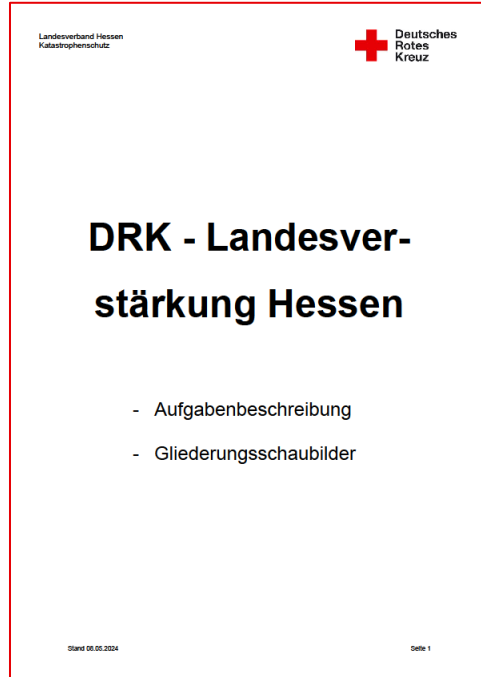 Landesverband Hessen
Katastrophenschutz
Deutsches
Rotes
Kreuz
DRK - Landesver-
stärkung Hessen
- Aufgabenbeschreibung
- Gliederungsschaubilder
Stand 08.05.2024
Seite 1